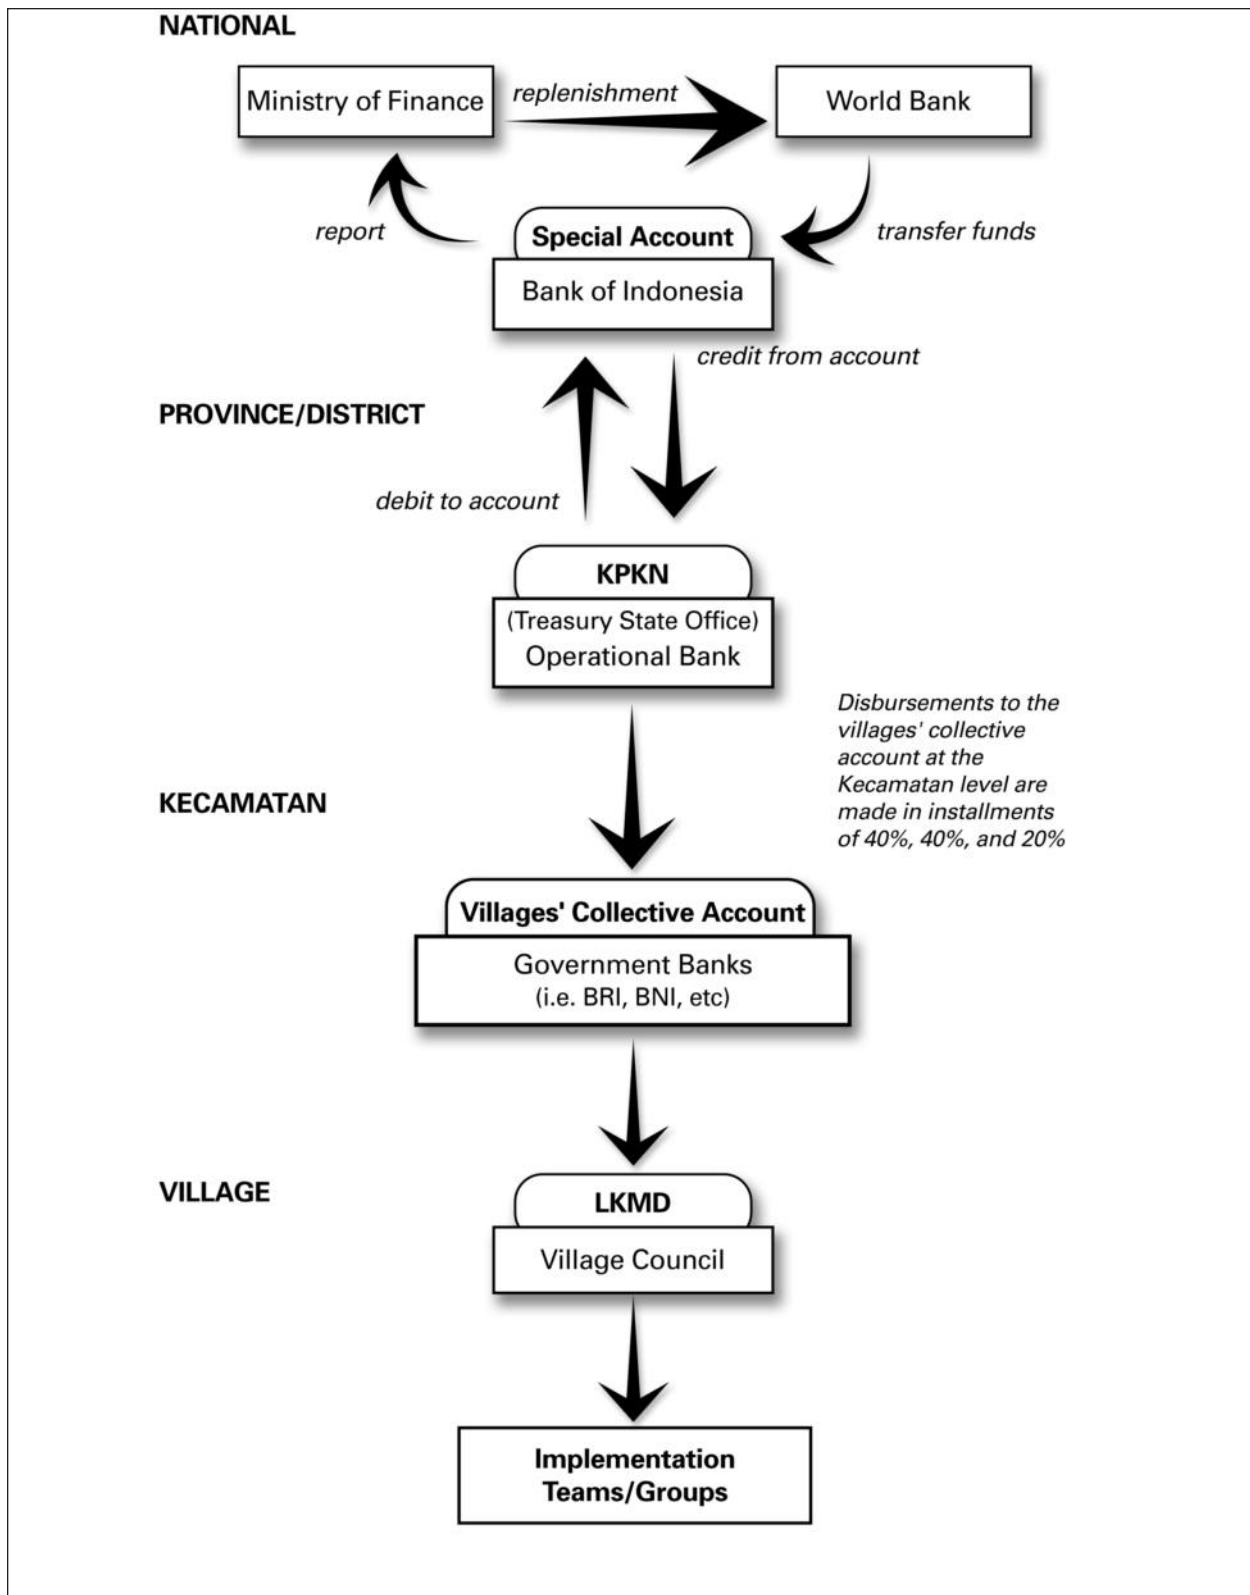 NATIONAL
Ministry of Finance
replenishment
World Bank
report
Special Account
transfer funds
Bank of Indonesia
credit from account
PROVINCE/DISTRICT
debit to account
KPKN
(Treasury State Office)
Operational Bank
Disbursements to the
villages' collective
account at the
Kecamatan level are
made in installments
of 40%, 40%, and 20%
KECAMATAN
Villages' Collective Account
Government Banks
(i.e. BRI, BNI, etc)
VILLAGE
LKMD
Village Council
Implementation
Teams/Groups